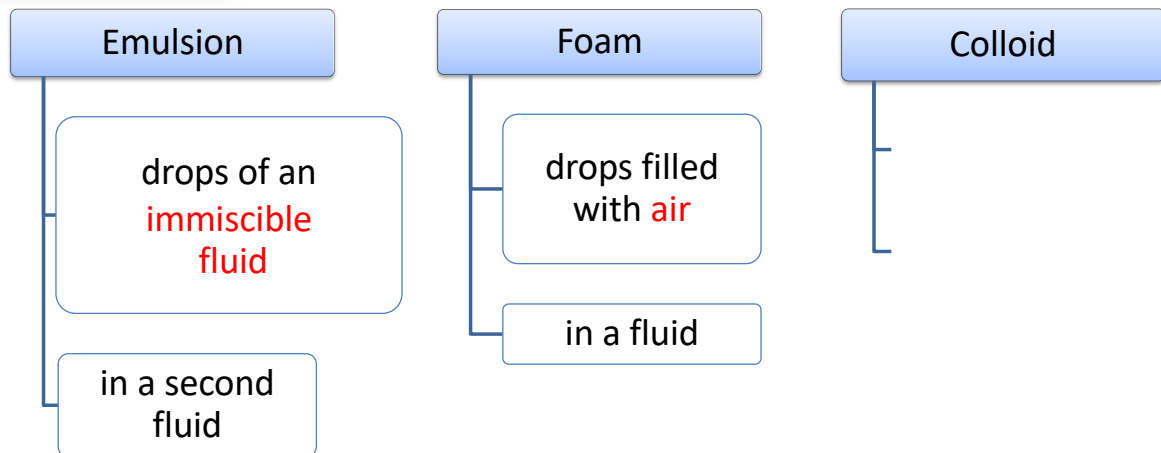 Emulsion
drops of an
immiscible
fluid
in a second
fluid
Foam
drops filled
with air
in a fluid
Colloid